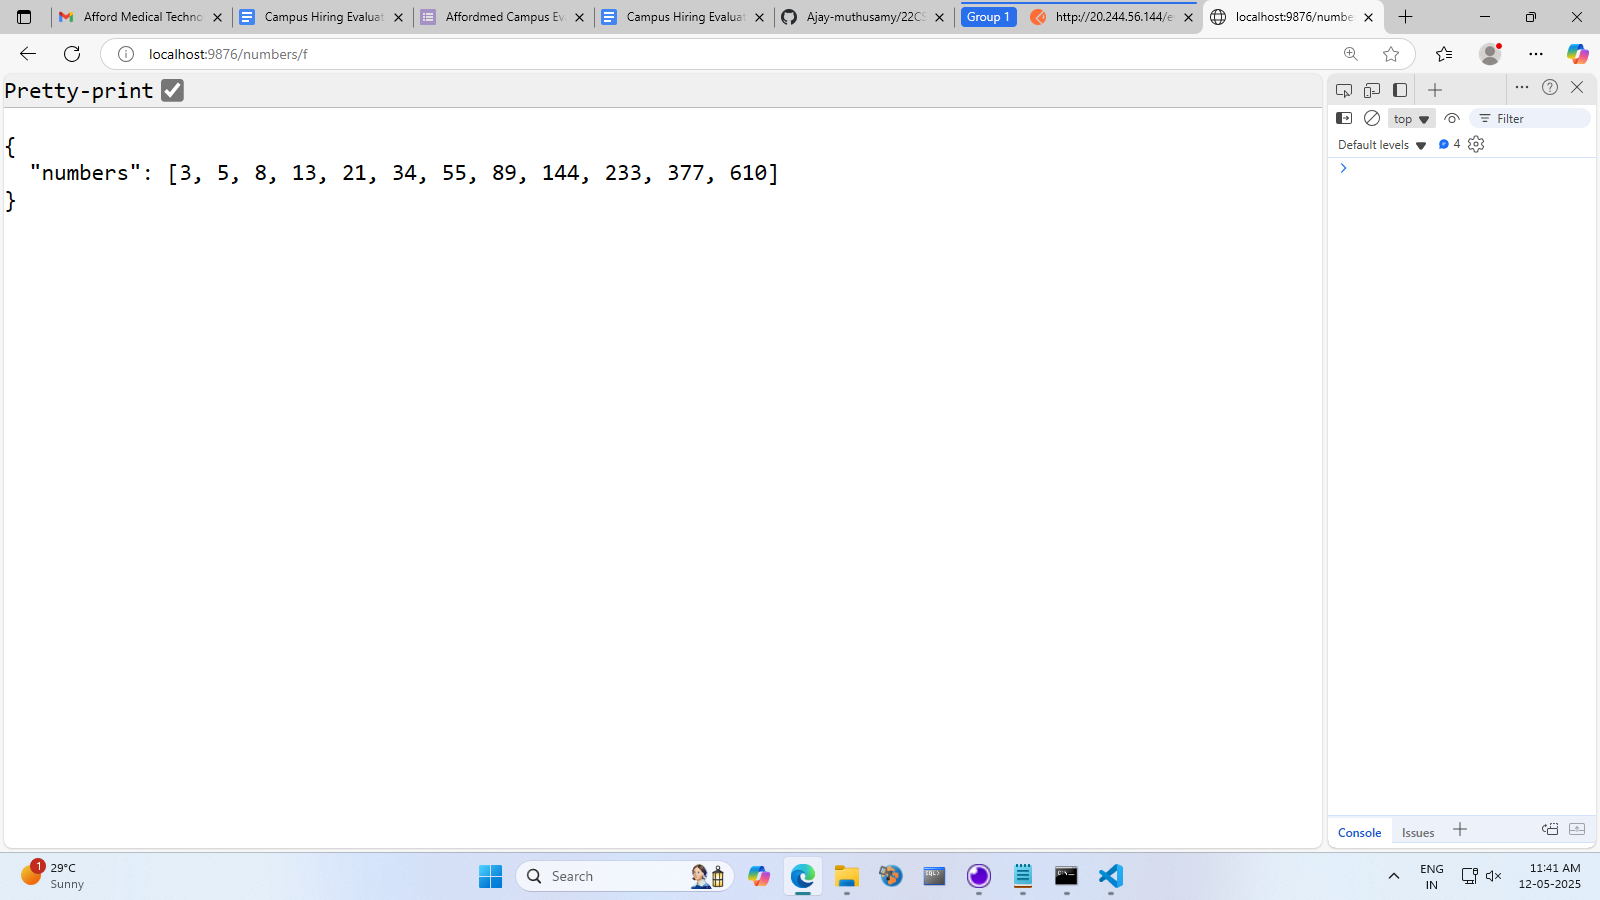 Afford Medical Techno
Campus Hiring Evaluat
Affordmed Campus Eva
Campus Hiring Evaluat
Ajay-muthusamy/22CS
Group 1
http://20.244.56.144/e
localhost:9876/numbe
localhost:9876/numbers/f
Pretty-print
{
"numbers": [3, 5, 8, 13, 21, 34, 55, 89, 144, 233, 377, 610]
}
top
Filter
Default levels
4
Console
Issues
1
29°C
Sunny
Search
ENG
IN
11:41 AM
12-05-2025